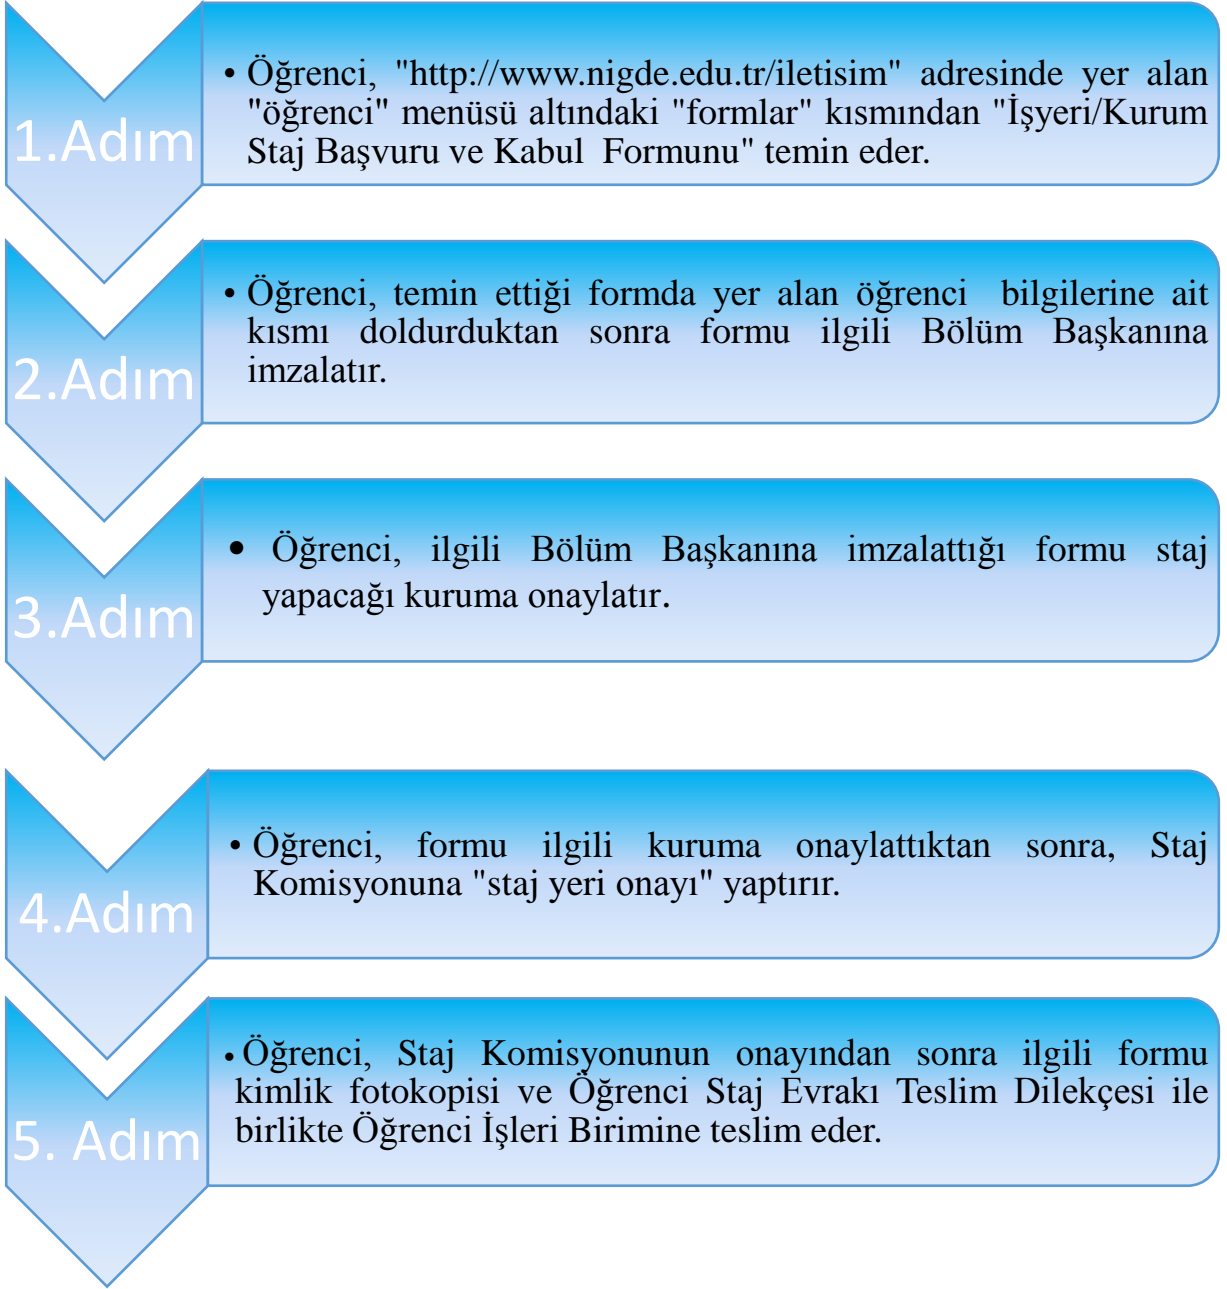 1.Adım
• Öğrenci, "http://www.nigde.edu.tr/iletisim" adresinde yer alan
"öğrenci" menüsü altındaki "formlar" kısmından "İşyeri/Kurum
Staj Başvuru ve Kabul Formunu" temin eder.
2.Adım
• Öğrenci, temin ettiği formda yer alan öğrenci bilgilerine ait
kısmı doldurduktan sonra formu ilgili Bölüm Başkanına
imzalatır.
3.Adım
• Öğrenci, ilgili Bölüm Başkanına imzalattığı formu staj
yapacağı kuruma onaylatır.
4.Adım
• Öğrenci, formu ilgili kuruma onaylattıktan sonra, Staj
Komisyonuna "staj yeri onayı" yaptırır.
5. Adım
• Öğrenci, Staj Komisyonunun onayından sonra ilgili formu
kimlik fotokopisi ve Öğrenci Staj Evrakı Teslim Dilekçesi ile
birlikte Öğrenci İşleri Birimine teslim eder.